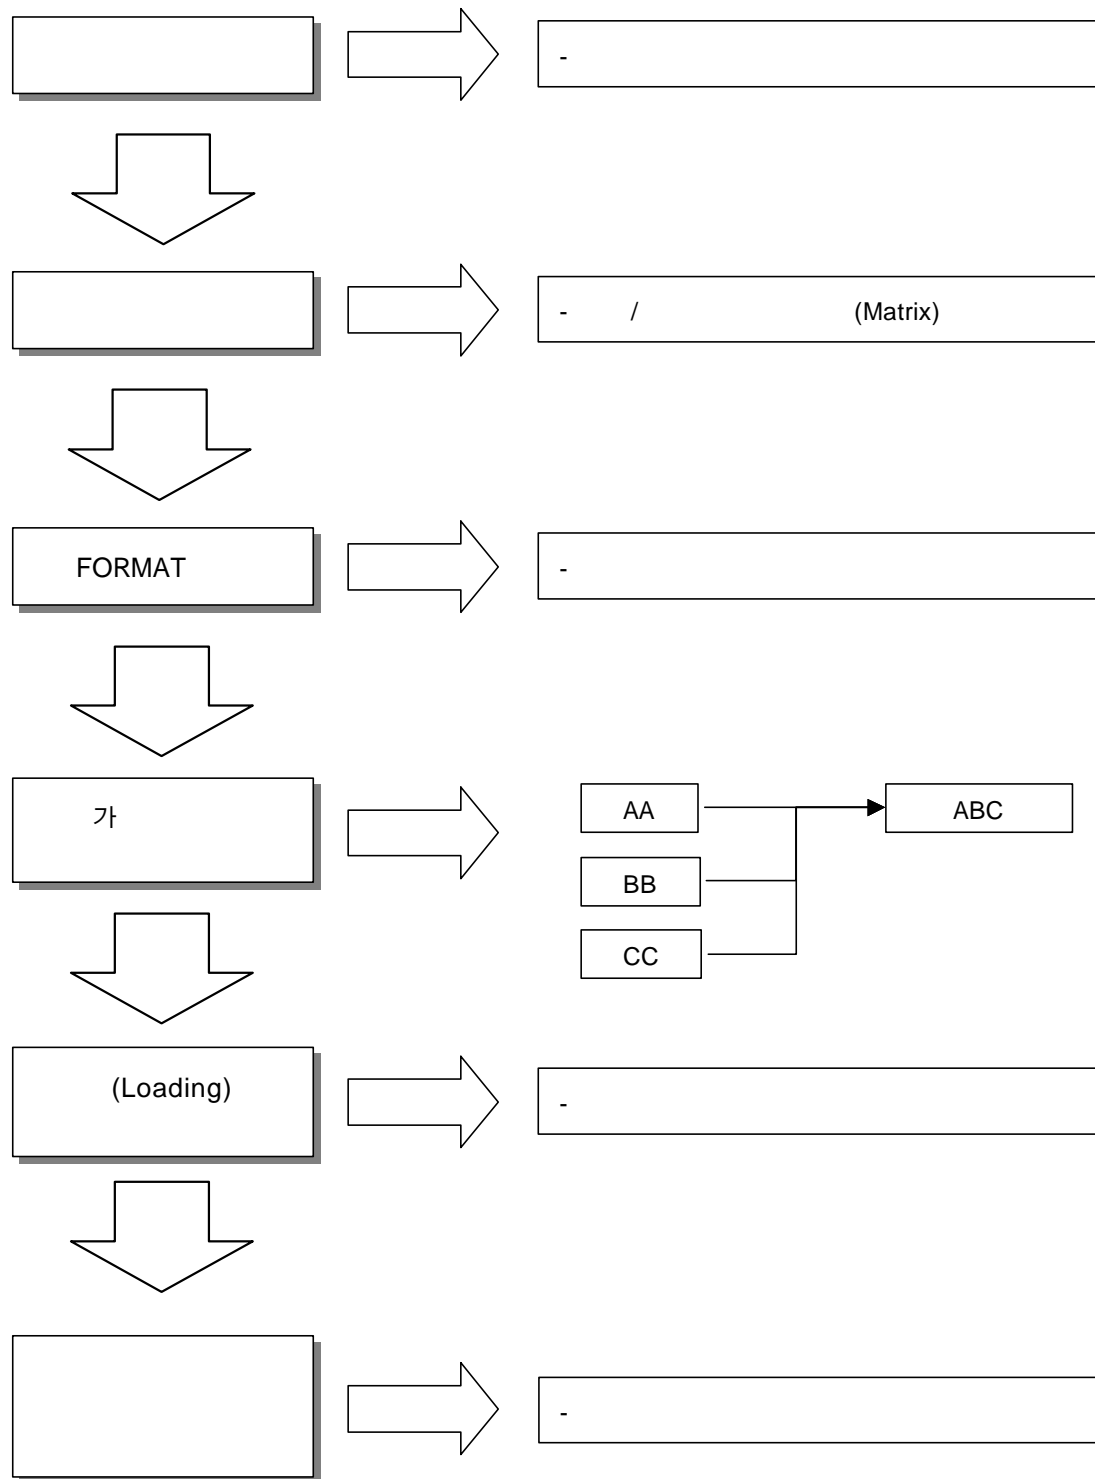 -
- / (Matrix)
FORMAT
-
가
AA
ABC
BB
CC
(Loading)
-
-